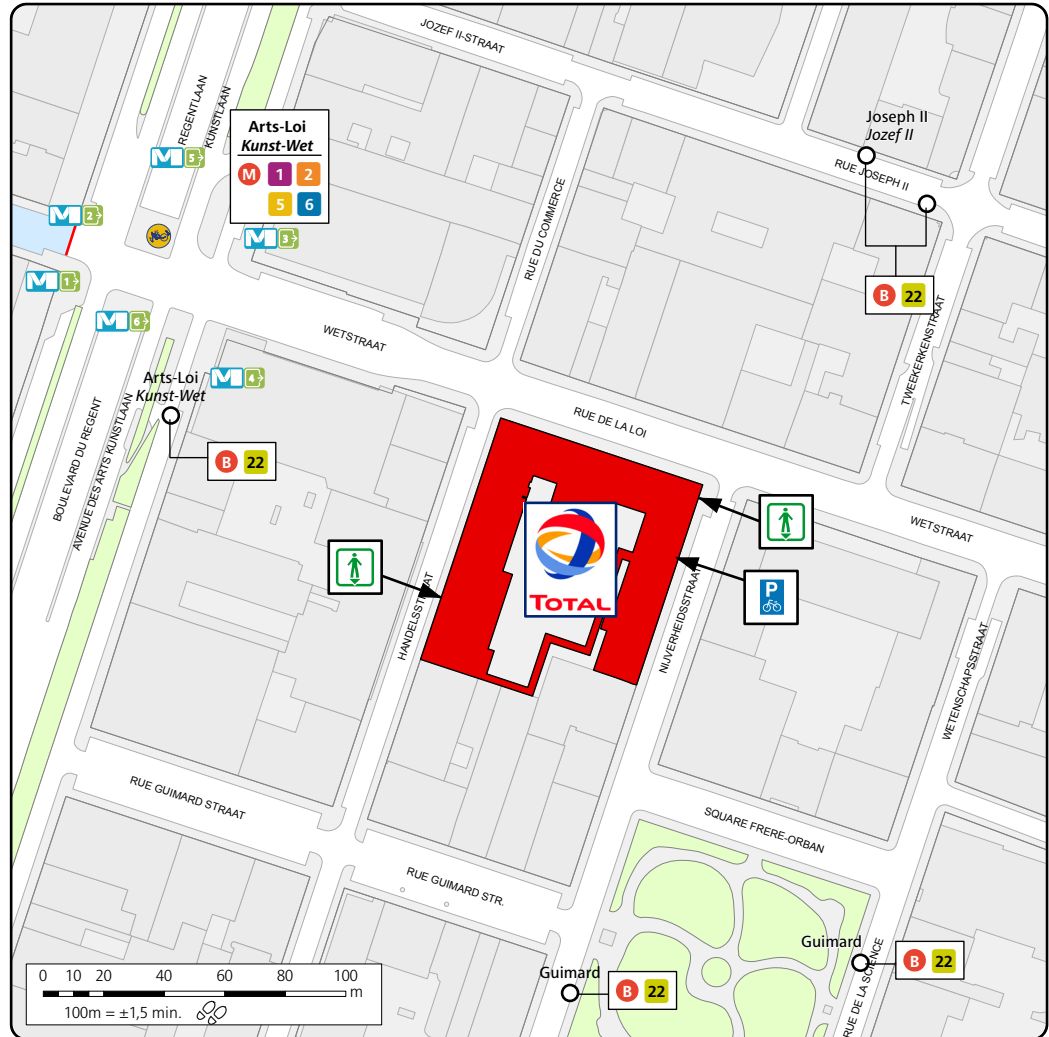 JOZEF II-STRAAT
REGENTLAAN
KUNSTLAAN
Arts-Loi
Kunst-Wet
M 1 2
5 6
M 5
M 2
M 3
M 1
M 6
M 4
Joseph II
Jozef II
RUE JOSEPH II
B 22
RUE DU COMMERCE
TWEEKERKENSTRAAT
WETSTRAAT
Arts-Loi
Kunst-Wet
B 22
BOULEVARD DU REGENT
AVENUE DES ARTS KUNSTLAAN
RUE DE LA LOI
WETSTRAAT
TOTAL
P
HANDELSSTRAAT
NIJVERHEIDSSTRAAT
WETENSCHAPSSTRAAT
RUE GUIMARD STRAAT
SQUARE FRERE-ORBAN
RUE GUIMARD STR.
Guimard
B 22
Guimard
B 22
RUE DE LA SCIENCE
0 10 20 40 60 80 100
m
100m = ±1,5 min.